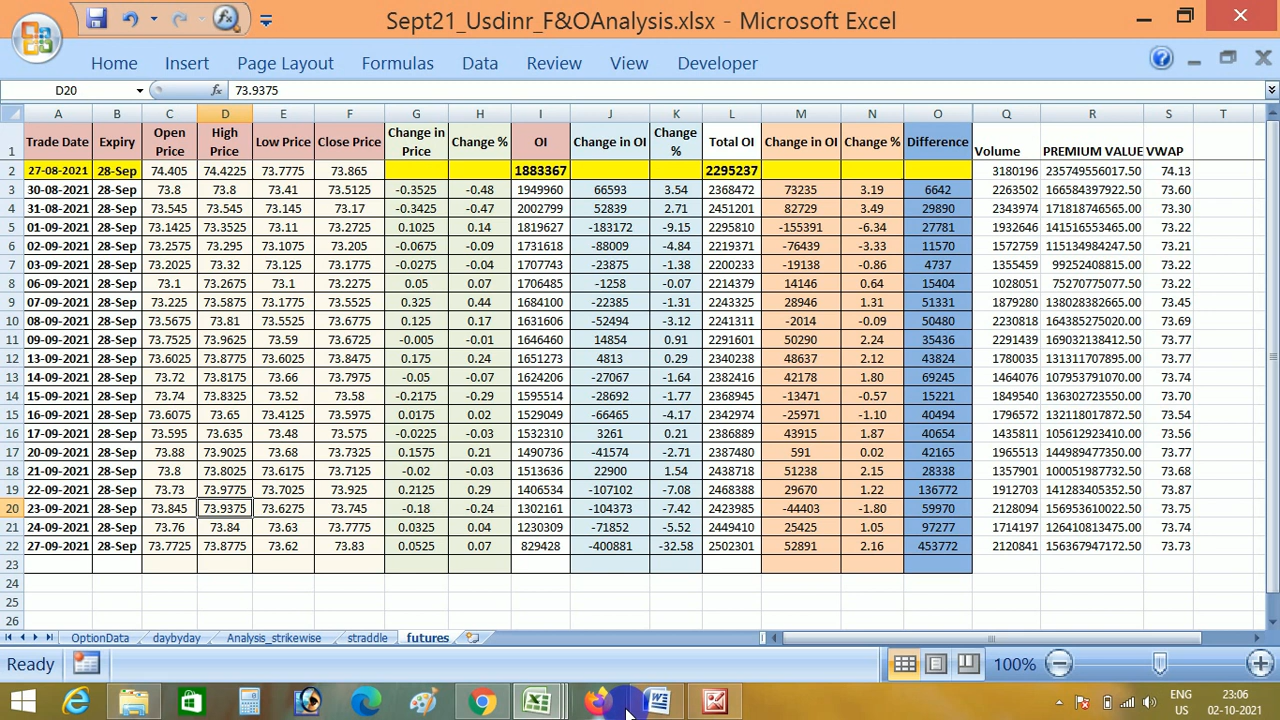 Sept21_Usdinr_F&OAnalysis.xlsx - Microsoft Excel
Home Insert Page Layout Formulas Data Review View Developer
D20 fx 73.9375
A B C D E F G H I J K L M N O Q R S T
1 Trade Date Expiry Open Price High Price Low Price Close Price Change in Price Change % OI Change in OI Change % Total OI Change in OI Change % Difference Volume PREMIUM VALUE VWAP
2 27-08-2021 28-Sep 74.405 74.4225 73.7775 73.865 1883367 2295237 3180196 235749556017.50 74.13
3 30-08-2021 28-Sep 73.8 73.8 73.41 73.5125 -0.3525 -0.48 1949960 66593 3.54 2368472 73235 3.19 6642 2263502 166584397922.50 73.60
4 31-08-2021 28-Sep 73.545 73.545 73.145 73.17 -0.3425 -0.47 2002799 52839 2.71 2451201 82729 3.49 29890 2343974 171818746565.00 73.30
5 01-09-2021 28-Sep 73.1425 73.3525 73.11 73.2725 0.1025 0.14 1819627 -183172 -9.15 2295810 -155391 -6.34 27781 1932646 141516553465.00 73.22
6 02-09-2021 28-Sep 73.2575 73.295 73.1075 73.205 -0.0675 -0.09 1731618 -88009 -4.84 2219371 -76439 -3.33 11570 1572759 115134984247.50 73.21
7 03-09-2021 28-Sep 73.2025 73.32 73.125 73.1775 -0.0275 -0.04 1707743 -23875 -1.38 2200233 -19138 -0.86 4737 1355459 99252408815.00 73.22
8 06-09-2021 28-Sep 73.1 73.2675 73.1 73.2275 0.05 0.07 1706485 -1258 -0.07 2214379 14146 0.64 15404 1028051 75270770075.00 73.22
9 07-09-2021 28-Sep 73.225 73.5875 73.1775 73.5525 0.325 0.44 1684100 -22385 -1.31 2243325 28946 1.31 51331 1879280 138028382665.00 73.45
10 08-09-2021 28-Sep 73.5675 73.81 73.5525 73.6775 0.125 0.17 1631606 -52494 -3.12 2241311 -2014 -0.09 50480 2230818 164385275020.00 73.69
11 09-09-2021 28-Sep 73.7525 73.9625 73.59 73.6725 -0.005 -0.01 1646460 14854 0.91 2291601 50290 2.24 35436 2291439 169032138412.50 73.77
12 13-09-2021 28-Sep 73.6025 73.8775 73.6025 73.8475 0.175 0.24 1651273 4813 0.29 2340238 48637 2.12 43824 1780035 131311707895.00 73.77
13 14-09-2021 28-Sep 73.72 73.8175 73.66 73.7975 -0.05 -0.07 1624206 -27067 -1.64 2382416 42178 1.80 69245 1464076 107953791070.00 73.74
14 15-09-2021 28-Sep 73.74 73.8325 73.52 73.58 -0.2175 -0.29 1595514 -28692 -1.77 2368945 -13471 -0.57 15221 1849540 136302723550.00 73.70
15 16-09-2021 28-Sep 73.6075 73.65 73.4125 73.5975 0.0175 0.02 1529049 -66465 -4.17 2342974 -25971 -1.10 40494 1796572 132118017872.50 73.54
16 17-09-2021 28-Sep 73.595 73.635 73.48 73.575 -0.0225 -0.03 1532310 3261 0.21 2386889 43915 1.87 40654 1435811 105612923410.00 73.56
17 20-09-2021 28-Sep 73.88 73.9025 73.68 73.7325 0.1575 0.21 1490736 -41574 -2.71 2387480 591 0.02 42165 1965513 144989477350.00 73.77
18 21-09-2021 28-Sep 73.8 73.8025 73.6175 73.7125 -0.02 -0.03 1513636 22900 1.54 2438718 51238 2.15 28338 1357901 100051987732.50 73.68
19 22-09-2021 28-Sep 73.73 73.9775 73.7025 73.925 0.2125 0.29 1406534 -107102 -7.08 2468388 29670 1.22 136772 1912703 141283405352.50 73.87
20 23-09-2021 28-Sep 73.845 73.9375 73.6275 73.745 -0.18 -0.24 1302161 -104373 -7.42 2423985 -44403 -1.80 59970 2128094 156953610022.50 73.75
21 24-09-2021 28-Sep 73.76 73.84 73.63 73.7775 0.0325 0.04 1230309 -71852 -5.52 2449410 25425 1.05 97277 1714197 126410813475.00 73.74
22 27-09-2021 28-Sep 73.7725 73.8775 73.62 73.83 0.0525 0.07 829428 -400881 -32.58 2502301 52891 2.16 453772 2120841 156367947172.50 73.73
23
24
25
26
OptionData daybyday Analysis_strikewise straddle futures
Ready 100%
ENG 23:06
US 02-10-2021